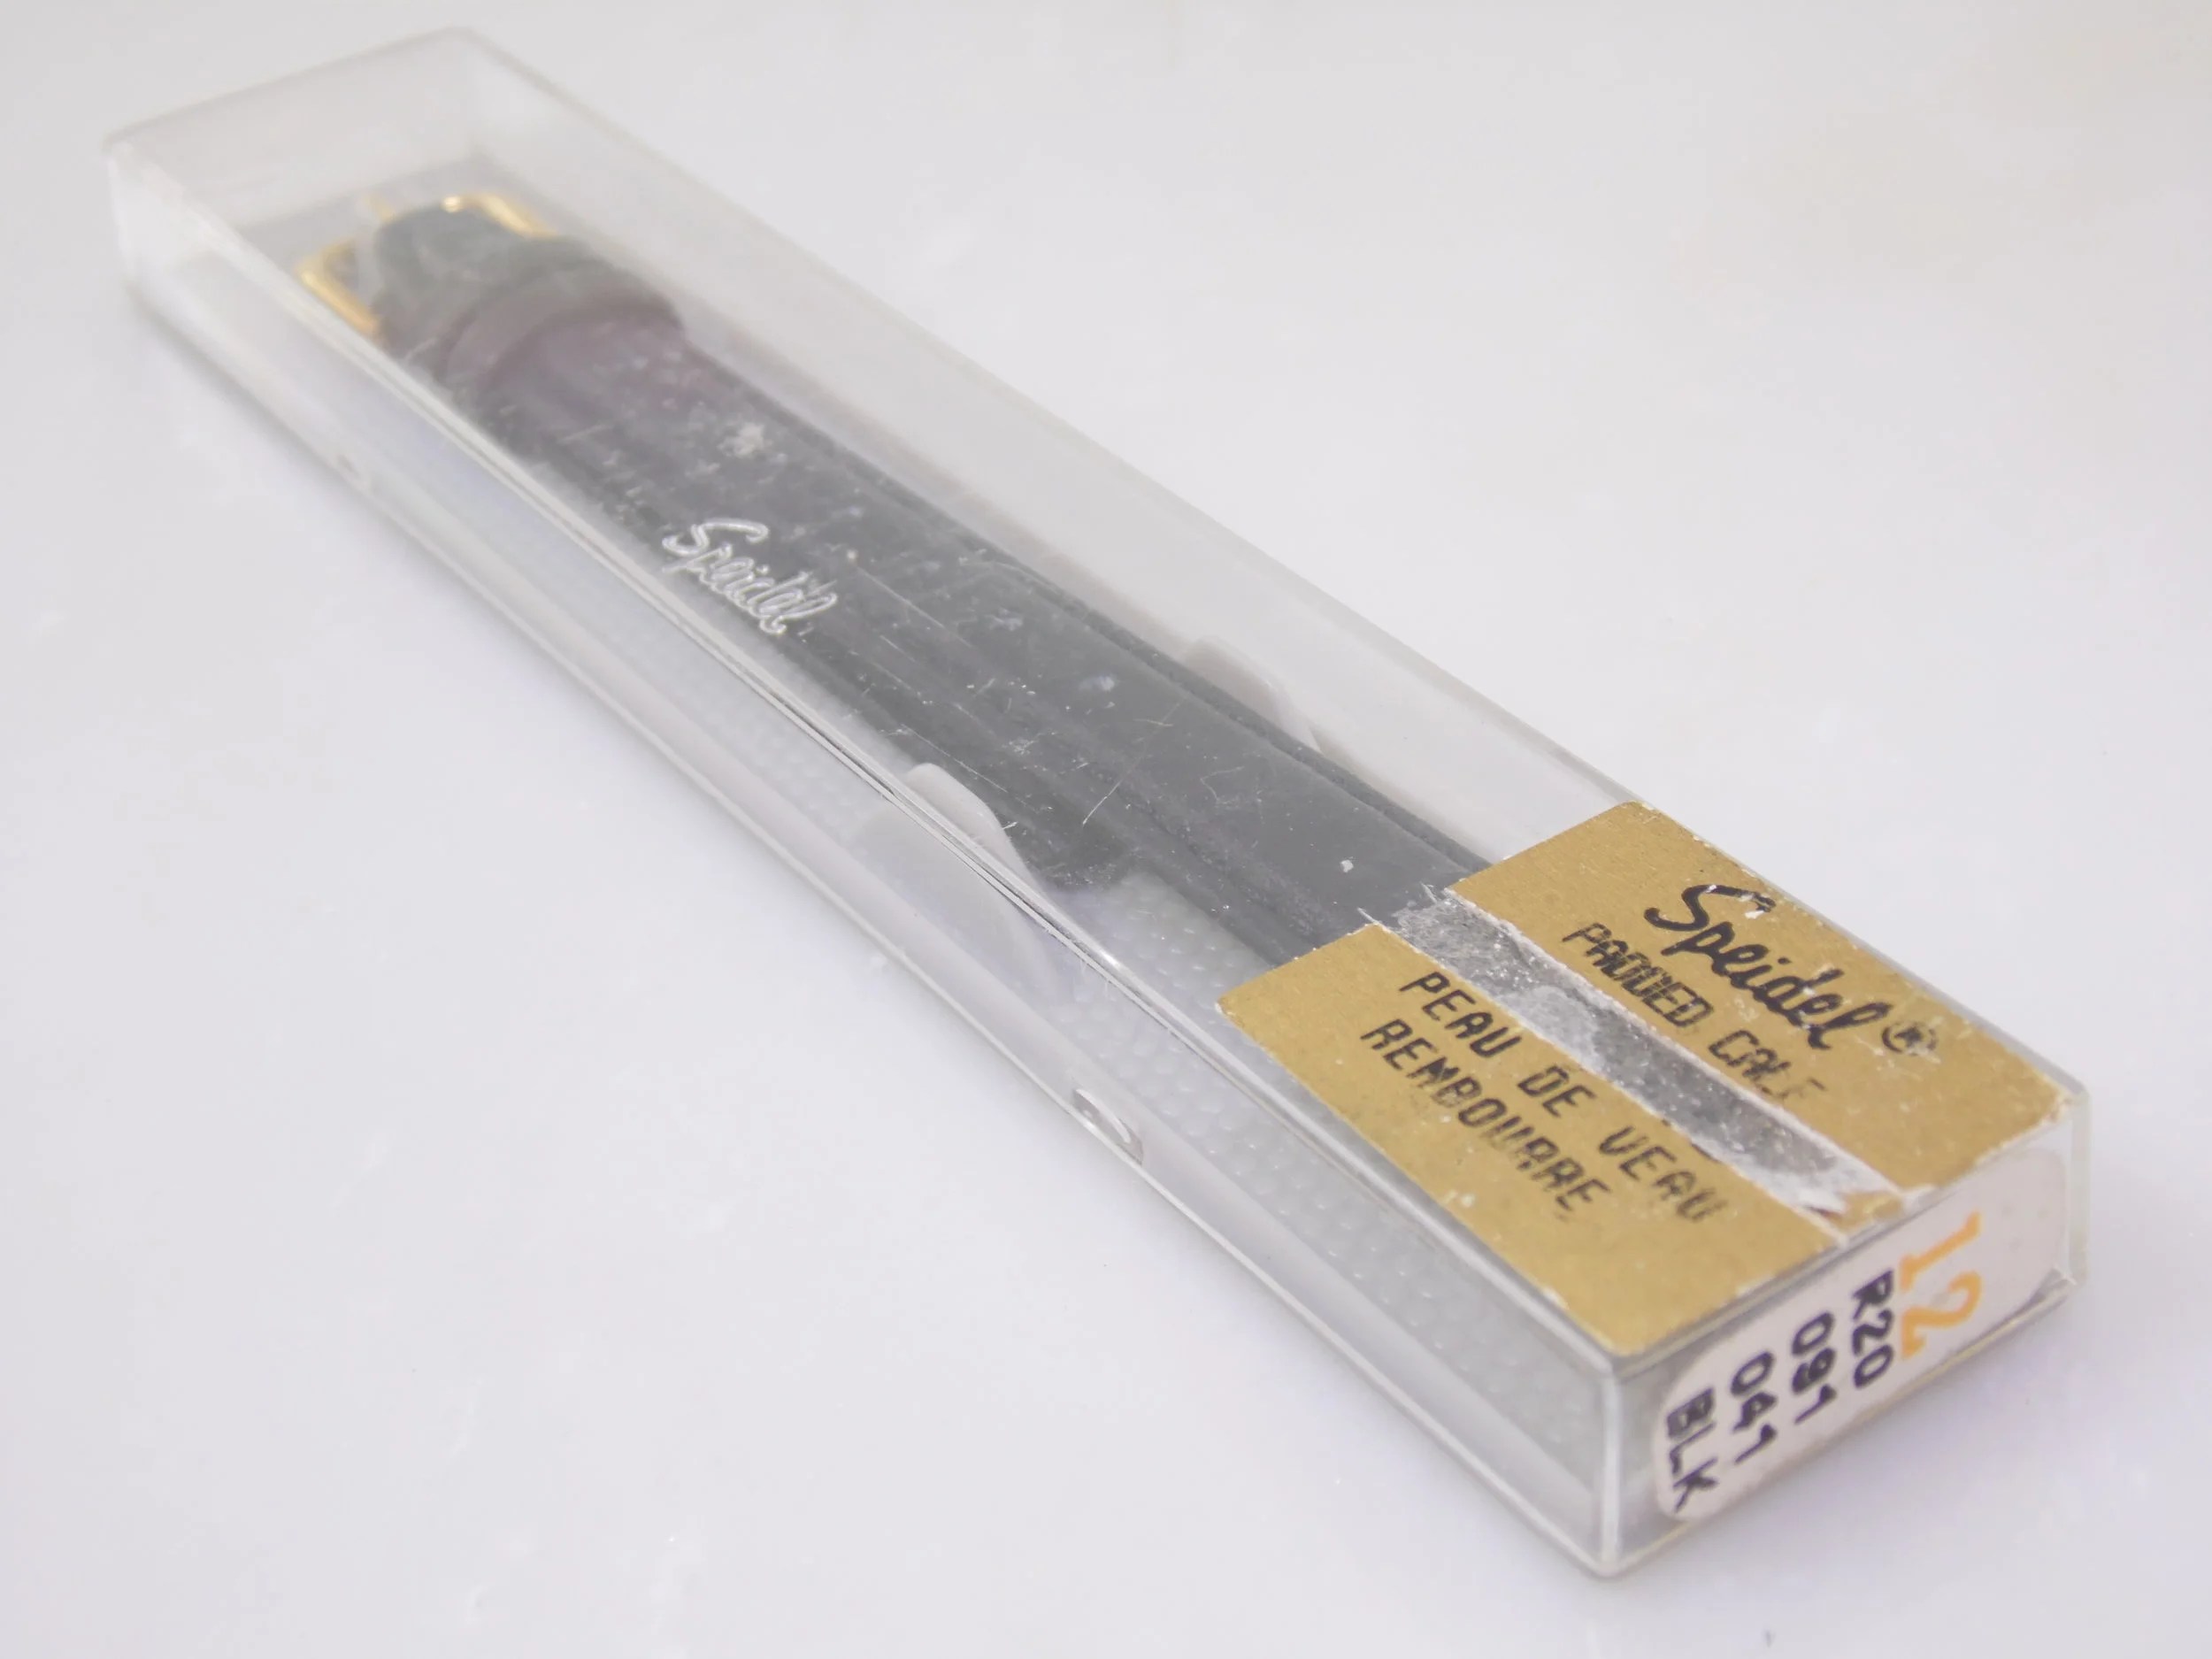 Speidel
Speidel®
PADDED CALF
PEAU DE VEAU
REMBOURRE
12
R20
091
041
BLK